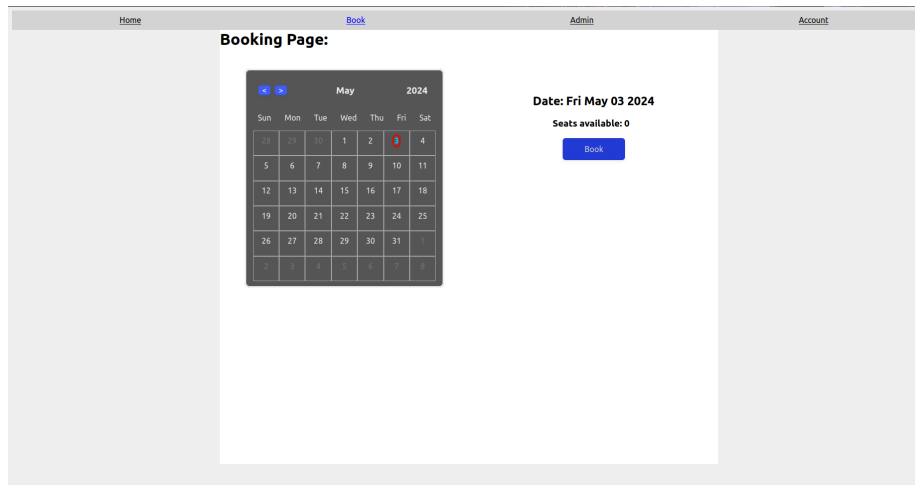 Home Book Admin Account
Booking Page:
< > May 2024
Sun Mon Tue Wed Thu Fri Sat
28 29 30 1 2 3 4
5 6 7 8 9 10 11
12 13 14 15 16 17 18
19 20 21 22 23 24 25
26 27 28 29 30 31 1
2 3 4 5 6 7 8
Date: Fri May 03 2024
Seats available: 0
Book